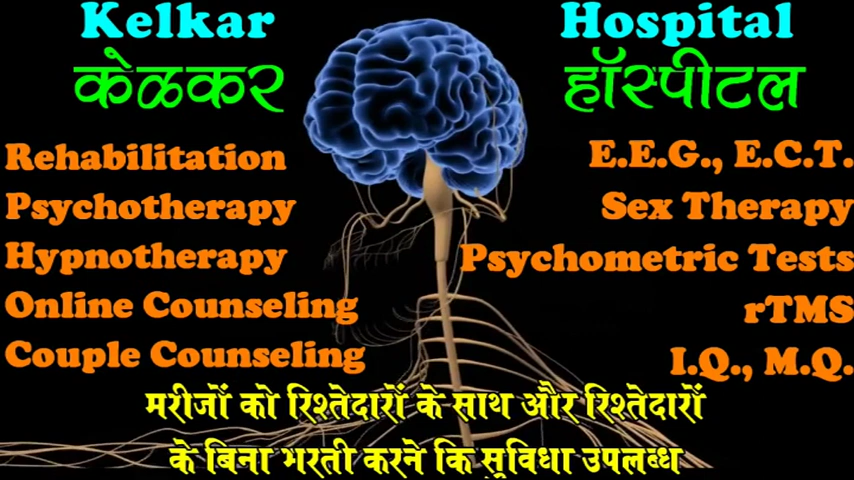 Kelkar Hospital
केळकर हॉस्पीटल
Rehabilitation
Psychotherapy
Hypnotherapy
Online Counseling
Couple Counseling
E.E.G., E.C.T.
Sex Therapy
Psychometric Tests
rTMS
I.Q., M.Q.
मरीजों को रिश्तेदारों के साथ और रिश्तेदारों
के बिना भरती करने कि सुविधा उपलब्ध